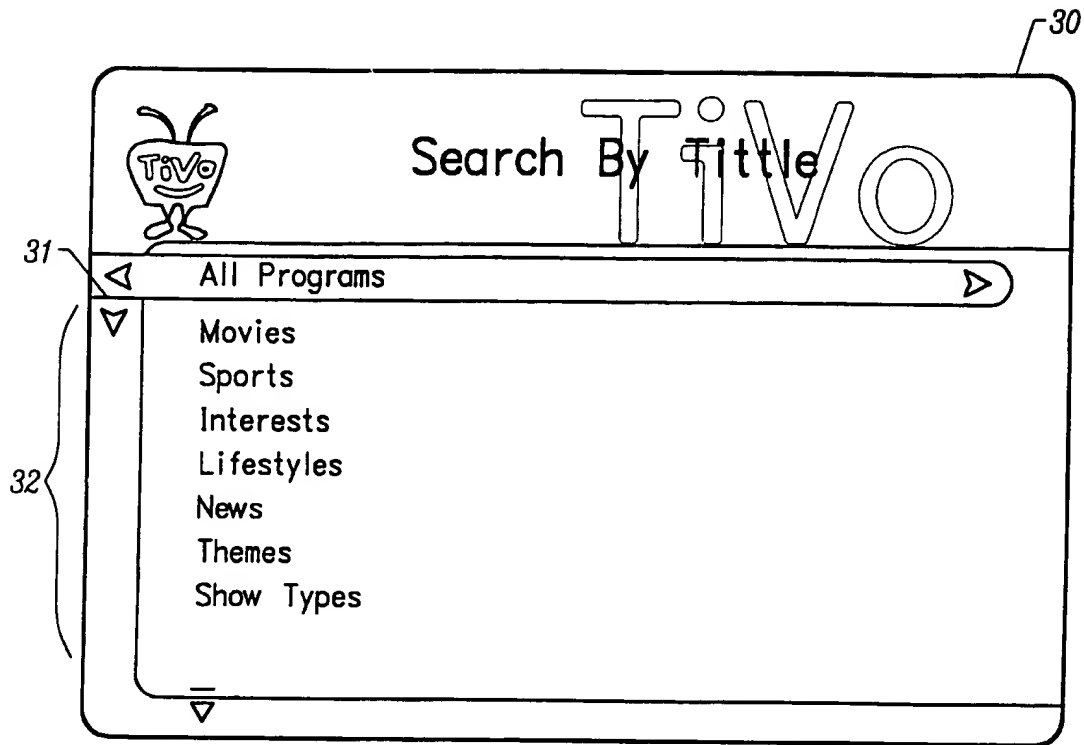 30
TiVo
TiVo
Search By Tittle
31
All Programs
Movies
Sports
Interests
Lifestyles
32
News
Themes
Show Types